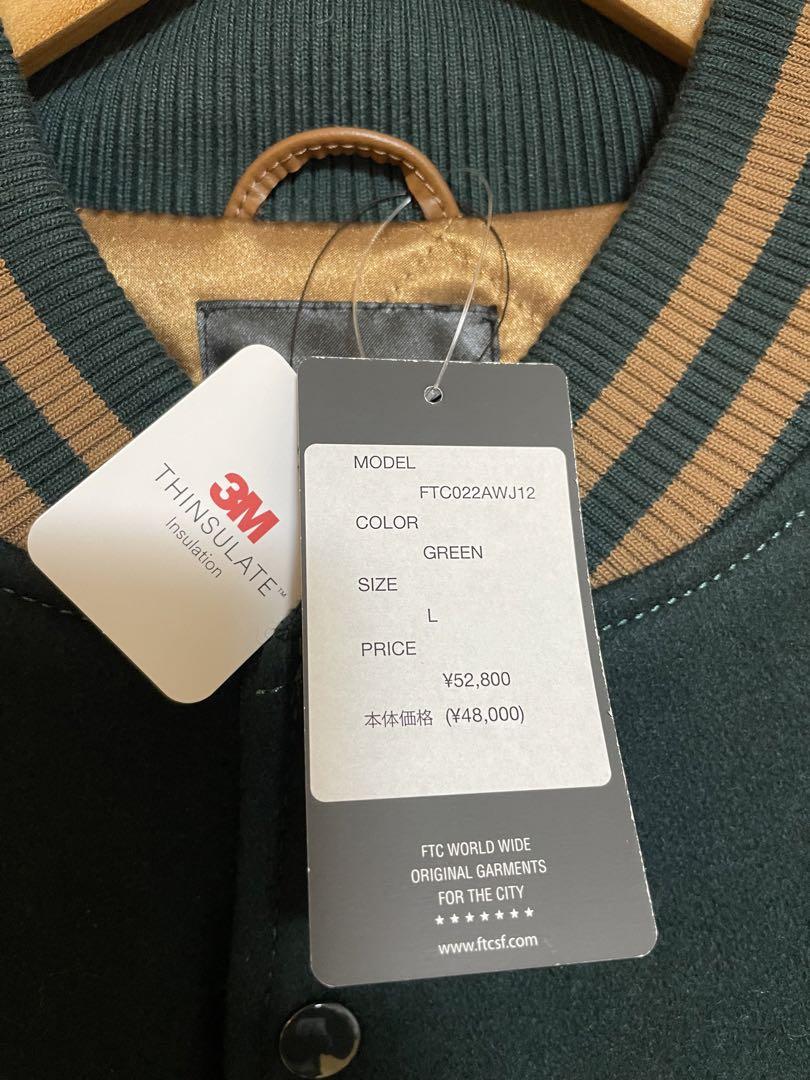 3M
THINSULATE™
Insulation
MODEL
FTC022AWJ12
COLOR
GREEN
SIZE
L
PRICE
¥52,800
本体価格 (¥48,000)
FTC WORLD WIDE
ORIGINAL GARMENTS
FOR THE CITY
★★★★★★★
www.ftcsf.com